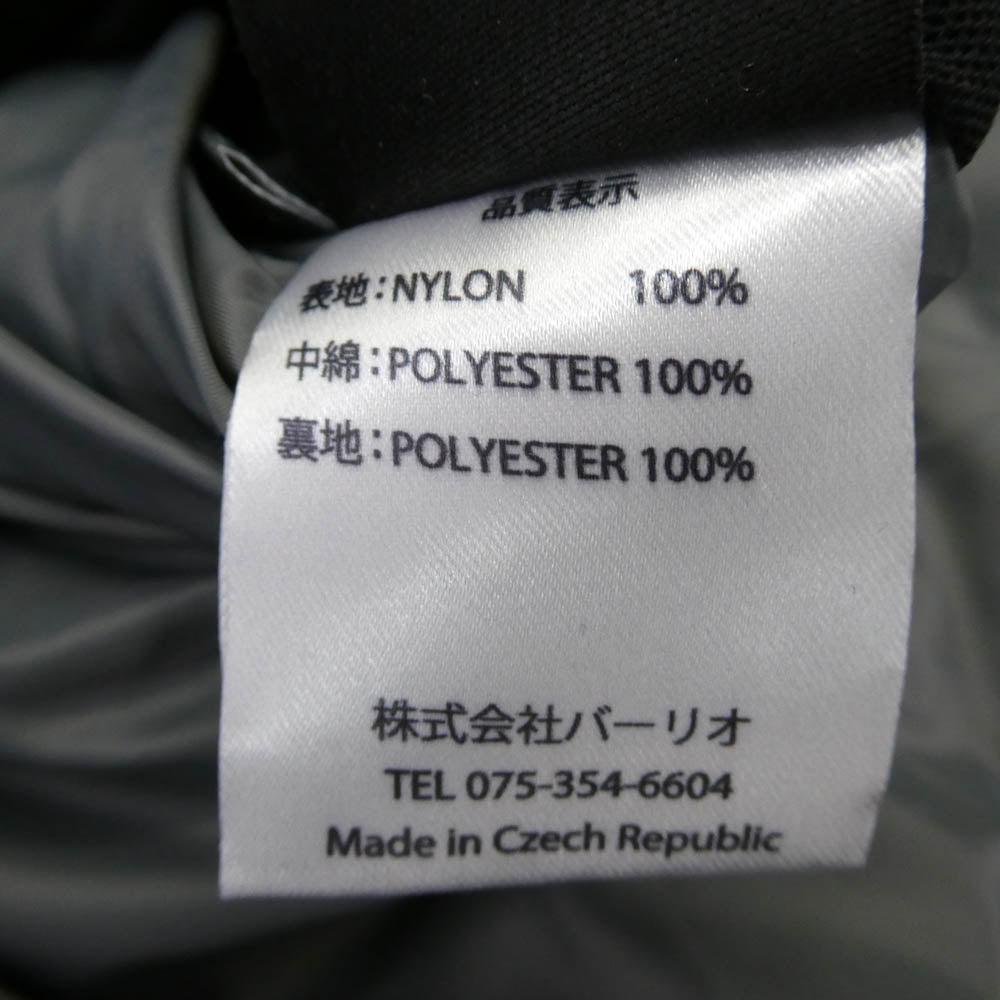 品質表示
表地:NYLON 100%
中綿:POLYESTER 100%
裏地:POLYESTER 100%
株式会社バーリオ
TEL 075-354-6604
Made in Czech Republic